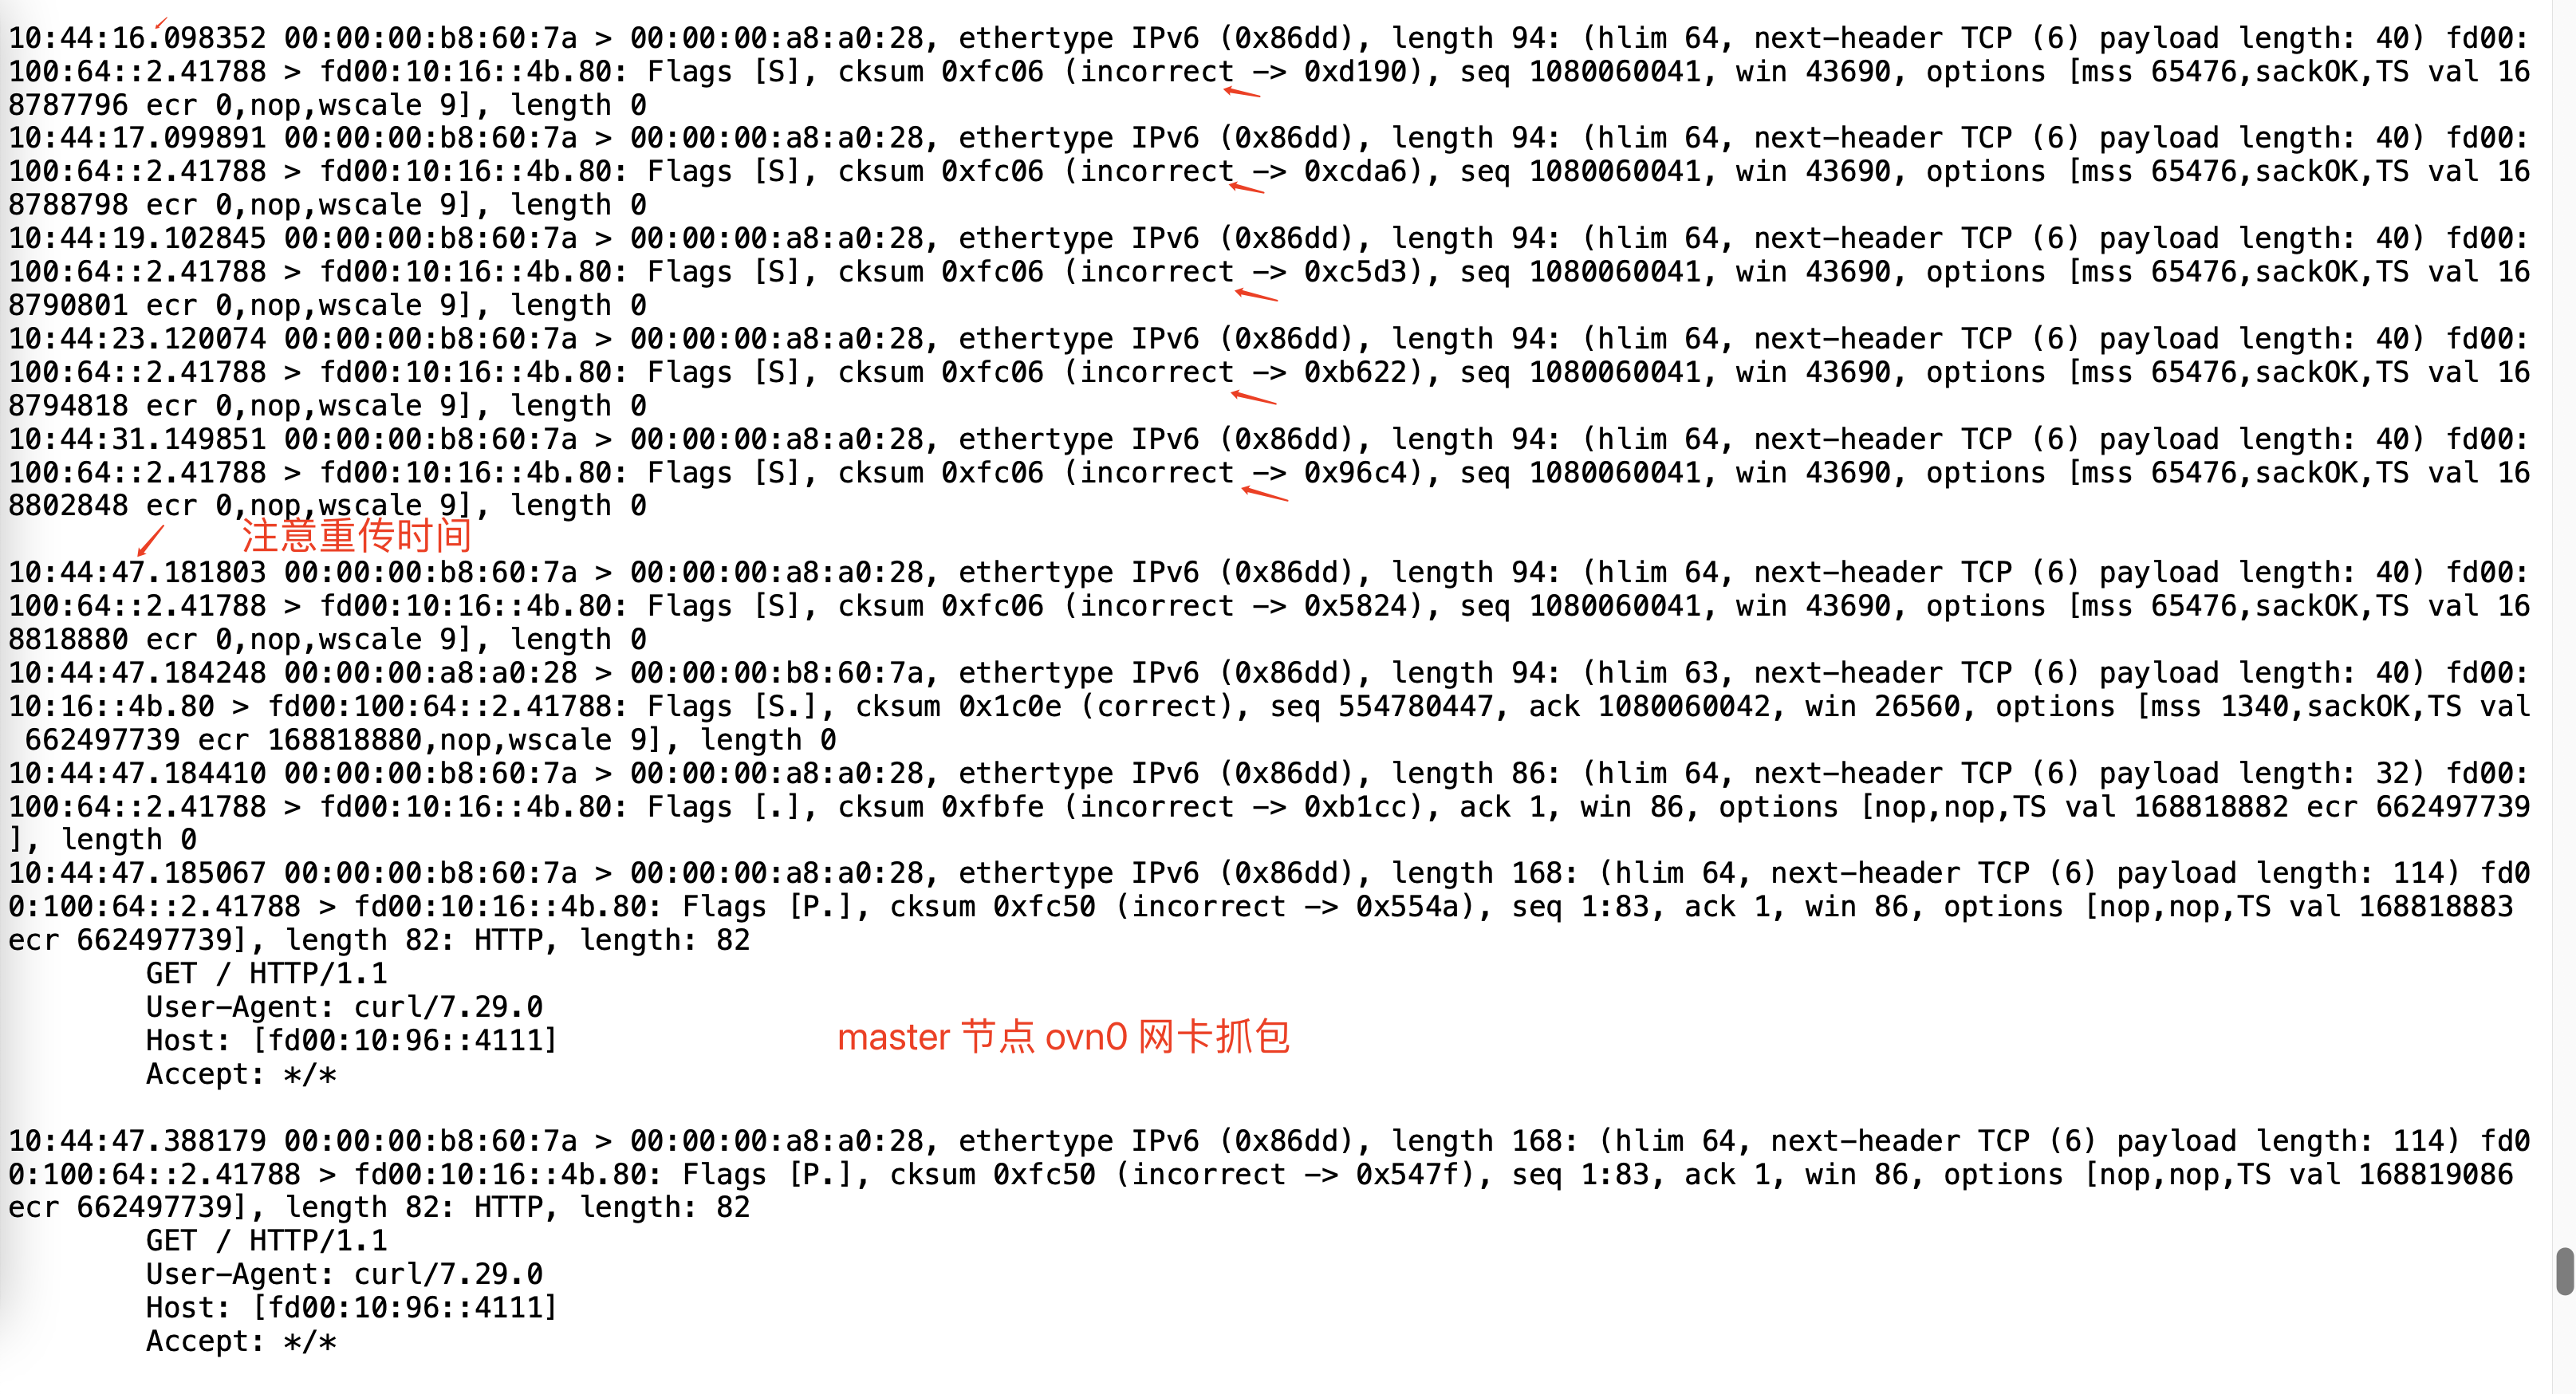 10:44:16.098352 00:00:00:b8:60:7a > 00:00:00:a8:a0:28, ethertype IPv6 (0x86dd), length 94: (hlim 64, next-header TCP (6) payload length: 40) fd00:
100:64::2.41788 > fd00:10:16::4b.80: Flags [S], cksum 0xfc06 (incorrect -> 0xd190), seq 1080060041, win 43690, options [mss 65476,sackOK,TS val 16
8787796 ecr 0,nop,wscale 9], length 0
10:44:17.099891 00:00:00:b8:60:7a > 00:00:00:a8:a0:28, ethertype IPv6 (0x86dd), length 94: (hlim 64, next-header TCP (6) payload length: 40) fd00:
100:64::2.41788 > fd00:10:16::4b.80: Flags [S], cksum 0xfc06 (incorrect -> 0xcda6), seq 1080060041, win 43690, options [mss 65476,sackOK,TS val 16
8788798 ecr 0,nop,wscale 9], length 0
10:44:19.102845 00:00:00:b8:60:7a > 00:00:00:a8:a0:28, ethertype IPv6 (0x86dd), length 94: (hlim 64, next-header TCP (6) payload length: 40) fd00:
100:64::2.41788 > fd00:10:16::4b.80: Flags [S], cksum 0xfc06 (incorrect -> 0xc5d3), seq 1080060041, win 43690, options [mss 65476,sackOK,TS val 16
8790801 ecr 0,nop,wscale 9], length 0
10:44:23.120074 00:00:00:b8:60:7a > 00:00:00:a8:a0:28, ethertype IPv6 (0x86dd), length 94: (hlim 64, next-header TCP (6) payload length: 40) fd00:
100:64::2.41788 > fd00:10:16::4b.80: Flags [S], cksum 0xfc06 (incorrect -> 0xb622), seq 1080060041, win 43690, options [mss 65476,sackOK,TS val 16
8794818 ecr 0,nop,wscale 9], length 0
10:44:31.149851 00:00:00:b8:60:7a > 00:00:00:a8:a0:28, ethertype IPv6 (0x86dd), length 94: (hlim 64, next-header TCP (6) payload length: 40) fd00:
100:64::2.41788 > fd00:10:16::4b.80: Flags [S], cksum 0xfc06 (incorrect -> 0x96c4), seq 1080060041, win 43690, options [mss 65476,sackOK,TS val 16
8802848 ecr 0,nop,wscale 9], length 0
注意重传时间
10:44:47.181803 00:00:00:b8:60:7a > 00:00:00:a8:a0:28, ethertype IPv6 (0x86dd), length 94: (hlim 64, next-header TCP (6) payload length: 40) fd00:
100:64::2.41788 > fd00:10:16::4b.80: Flags [S], cksum 0xfc06 (incorrect -> 0x5824), seq 1080060041, win 43690, options [mss 65476,sackOK,TS val 16
8818880 ecr 0,nop,wscale 9], length 0
10:44:47.184248 00:00:00:a8:a0:28 > 00:00:00:b8:60:7a, ethertype IPv6 (0x86dd), length 94: (hlim 63, next-header TCP (6) payload length: 40) fd00:
10:16::4b.80 > fd00:100:64::2.41788: Flags [S.], cksum 0x1c0e (correct), seq 554780447, ack 1080060042, win 26560, options [mss 1340,sackOK,TS val
662497739 ecr 168818880,nop,wscale 9], length 0
10:44:47.184410 00:00:00:b8:60:7a > 00:00:00:a8:a0:28, ethertype IPv6 (0x86dd), length 86: (hlim 64, next-header TCP (6) payload length: 32) fd00:
100:64::2.41788 > fd00:10:16::4b.80: Flags [.], cksum 0xfbfe (incorrect -> 0xb1cc), ack 1, win 86, options [nop,nop,TS val 168818882 ecr 662497739
], length 0
10:44:47.185067 00:00:00:b8:60:7a > 00:00:00:a8:a0:28, ethertype IPv6 (0x86dd), length 168: (hlim 64, next-header TCP (6) payload length: 114) fd0
0:100:64::2.41788 > fd00:10:16::4b.80: Flags [P.], cksum 0xfc50 (incorrect -> 0x554a), seq 1:83, ack 1, win 86, options [nop,nop,TS val 168818883
ecr 662497739], length 82: HTTP, length: 82
GET / HTTP/1.1
User-Agent: curl/7.29.0
Host: [fd00:10:96::4111]
master 节点 ovn0 网卡抓包
Accept: */*
10:44:47.388179 00:00:00:b8:60:7a > 00:00:00:a8:a0:28, ethertype IPv6 (0x86dd), length 168: (hlim 64, next-header TCP (6) payload length: 114) fd0
0:100:64::2.41788 > fd00:10:16::4b.80: Flags [P.], cksum 0xfc50 (incorrect -> 0x547f), seq 1:83, ack 1, win 86, options [nop,nop,TS val 168819086
ecr 662497739], length 82: HTTP, length: 82
GET / HTTP/1.1
User-Agent: curl/7.29.0
Host: [fd00:10:96::4111]
Accept: */*